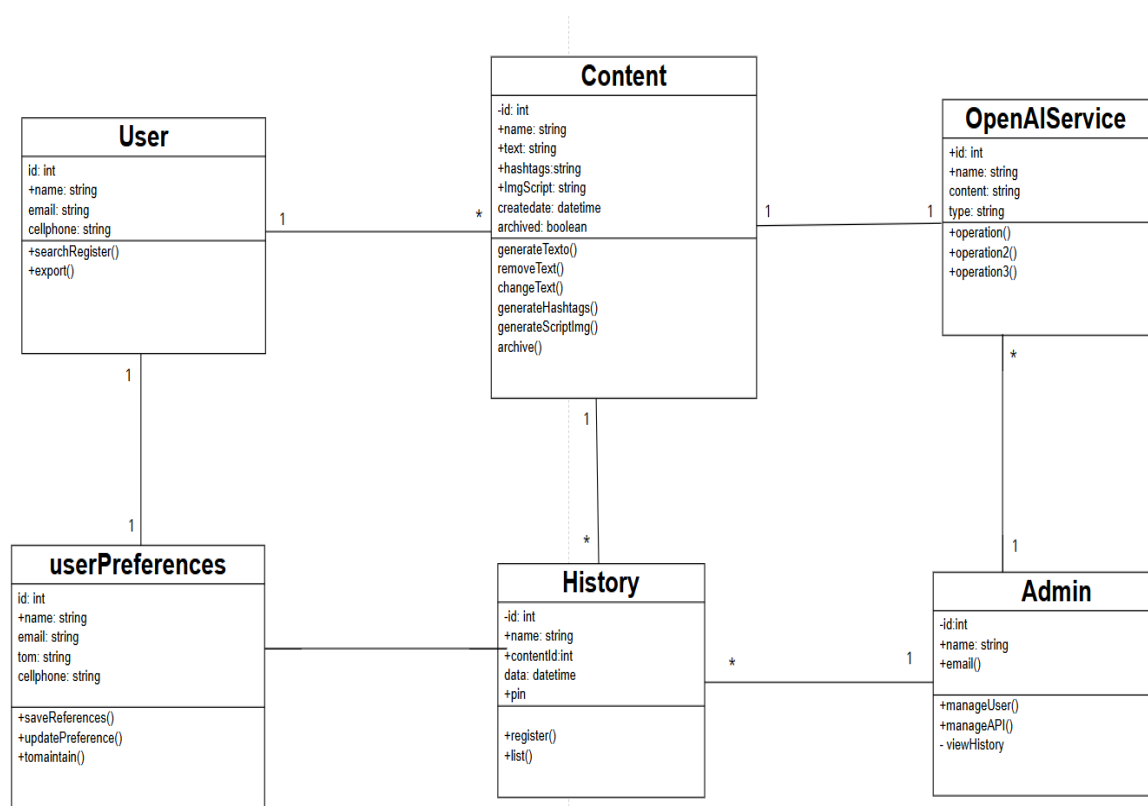 User
id: int
+name: string
email: string
cellphone: string
+searchRegister()
+export()
1
*
Content
-id: int
+name: string
+text: string
+hashtags:string
+ImgScript: string
createdate: datetime
archived: boolean
generateTexto()
removeText()
changeText()
generateHashtags()
generateScriptImg()
archive()
1
1
OpenAIService
+id: int
+name: string
content: string
type: string
+operation()
+operation2()
+operation3()
1
1
1
*
*
1
userPreferences
id: int
+name: string
email: string
tom: string
cellphone: string
+saveReferences()
+updatePreference()
+tomaintain()
History
-id: int
+name: string
+contentId:int
data: datetime
+pin
+register()
+list()
*
1
Admin
-id:int
+name: string
+email()
+manageUser()
+manageAPI()
- viewHistory